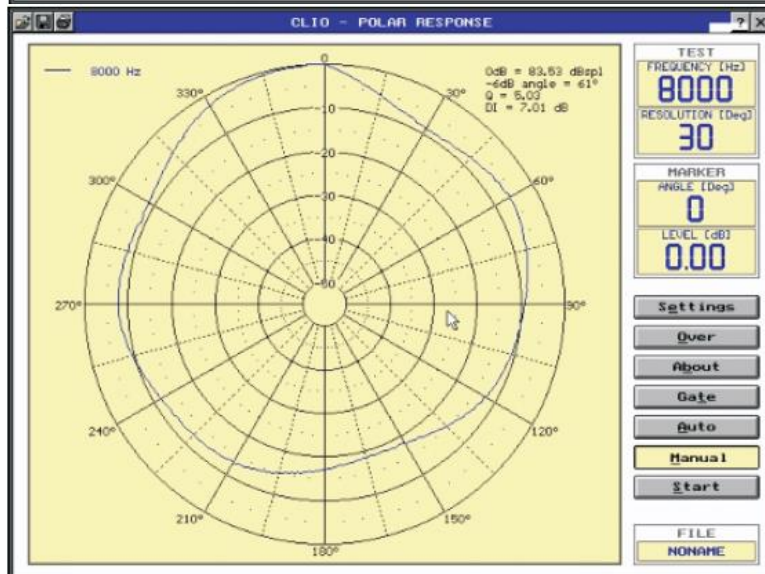 CLIO - POLAR RESPONSE
?
X
8000 Hz
0dB = 83.53 dBspl
-6dB angle = 61°
Q = 5.03
DI = 7.01 dB
0
-10
-20
-30
-40
-50
30°
60°
90°
120°
150°
180°
210°
240°
270°
300°
330°
TEST
FREQUENCY [Hz]
8000
RESOLUTION [Deg]
30
MARKER
ANGLE [Deg]
0
LEVEL [dB]
0.00
Settings
Over
About
Gate
Auto
Manual
Start
FILE
NONAME